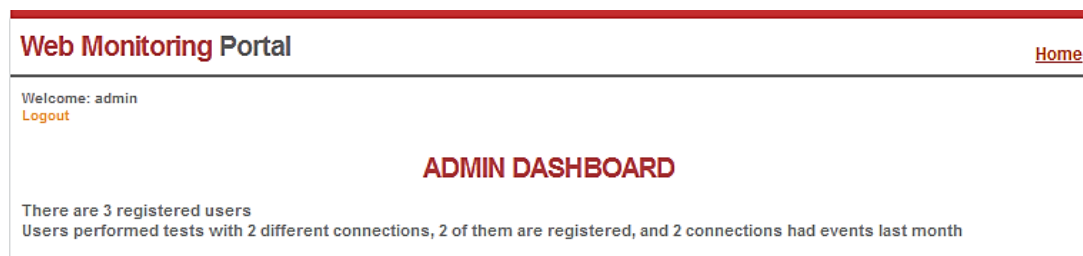 Web Monitoring Portal
Home
Welcome: admin
Logout
ADMIN DASHBOARD
There are 3 registered users
Users performed tests with 2 different connections, 2 of them are registered, and 2 connections had events last month